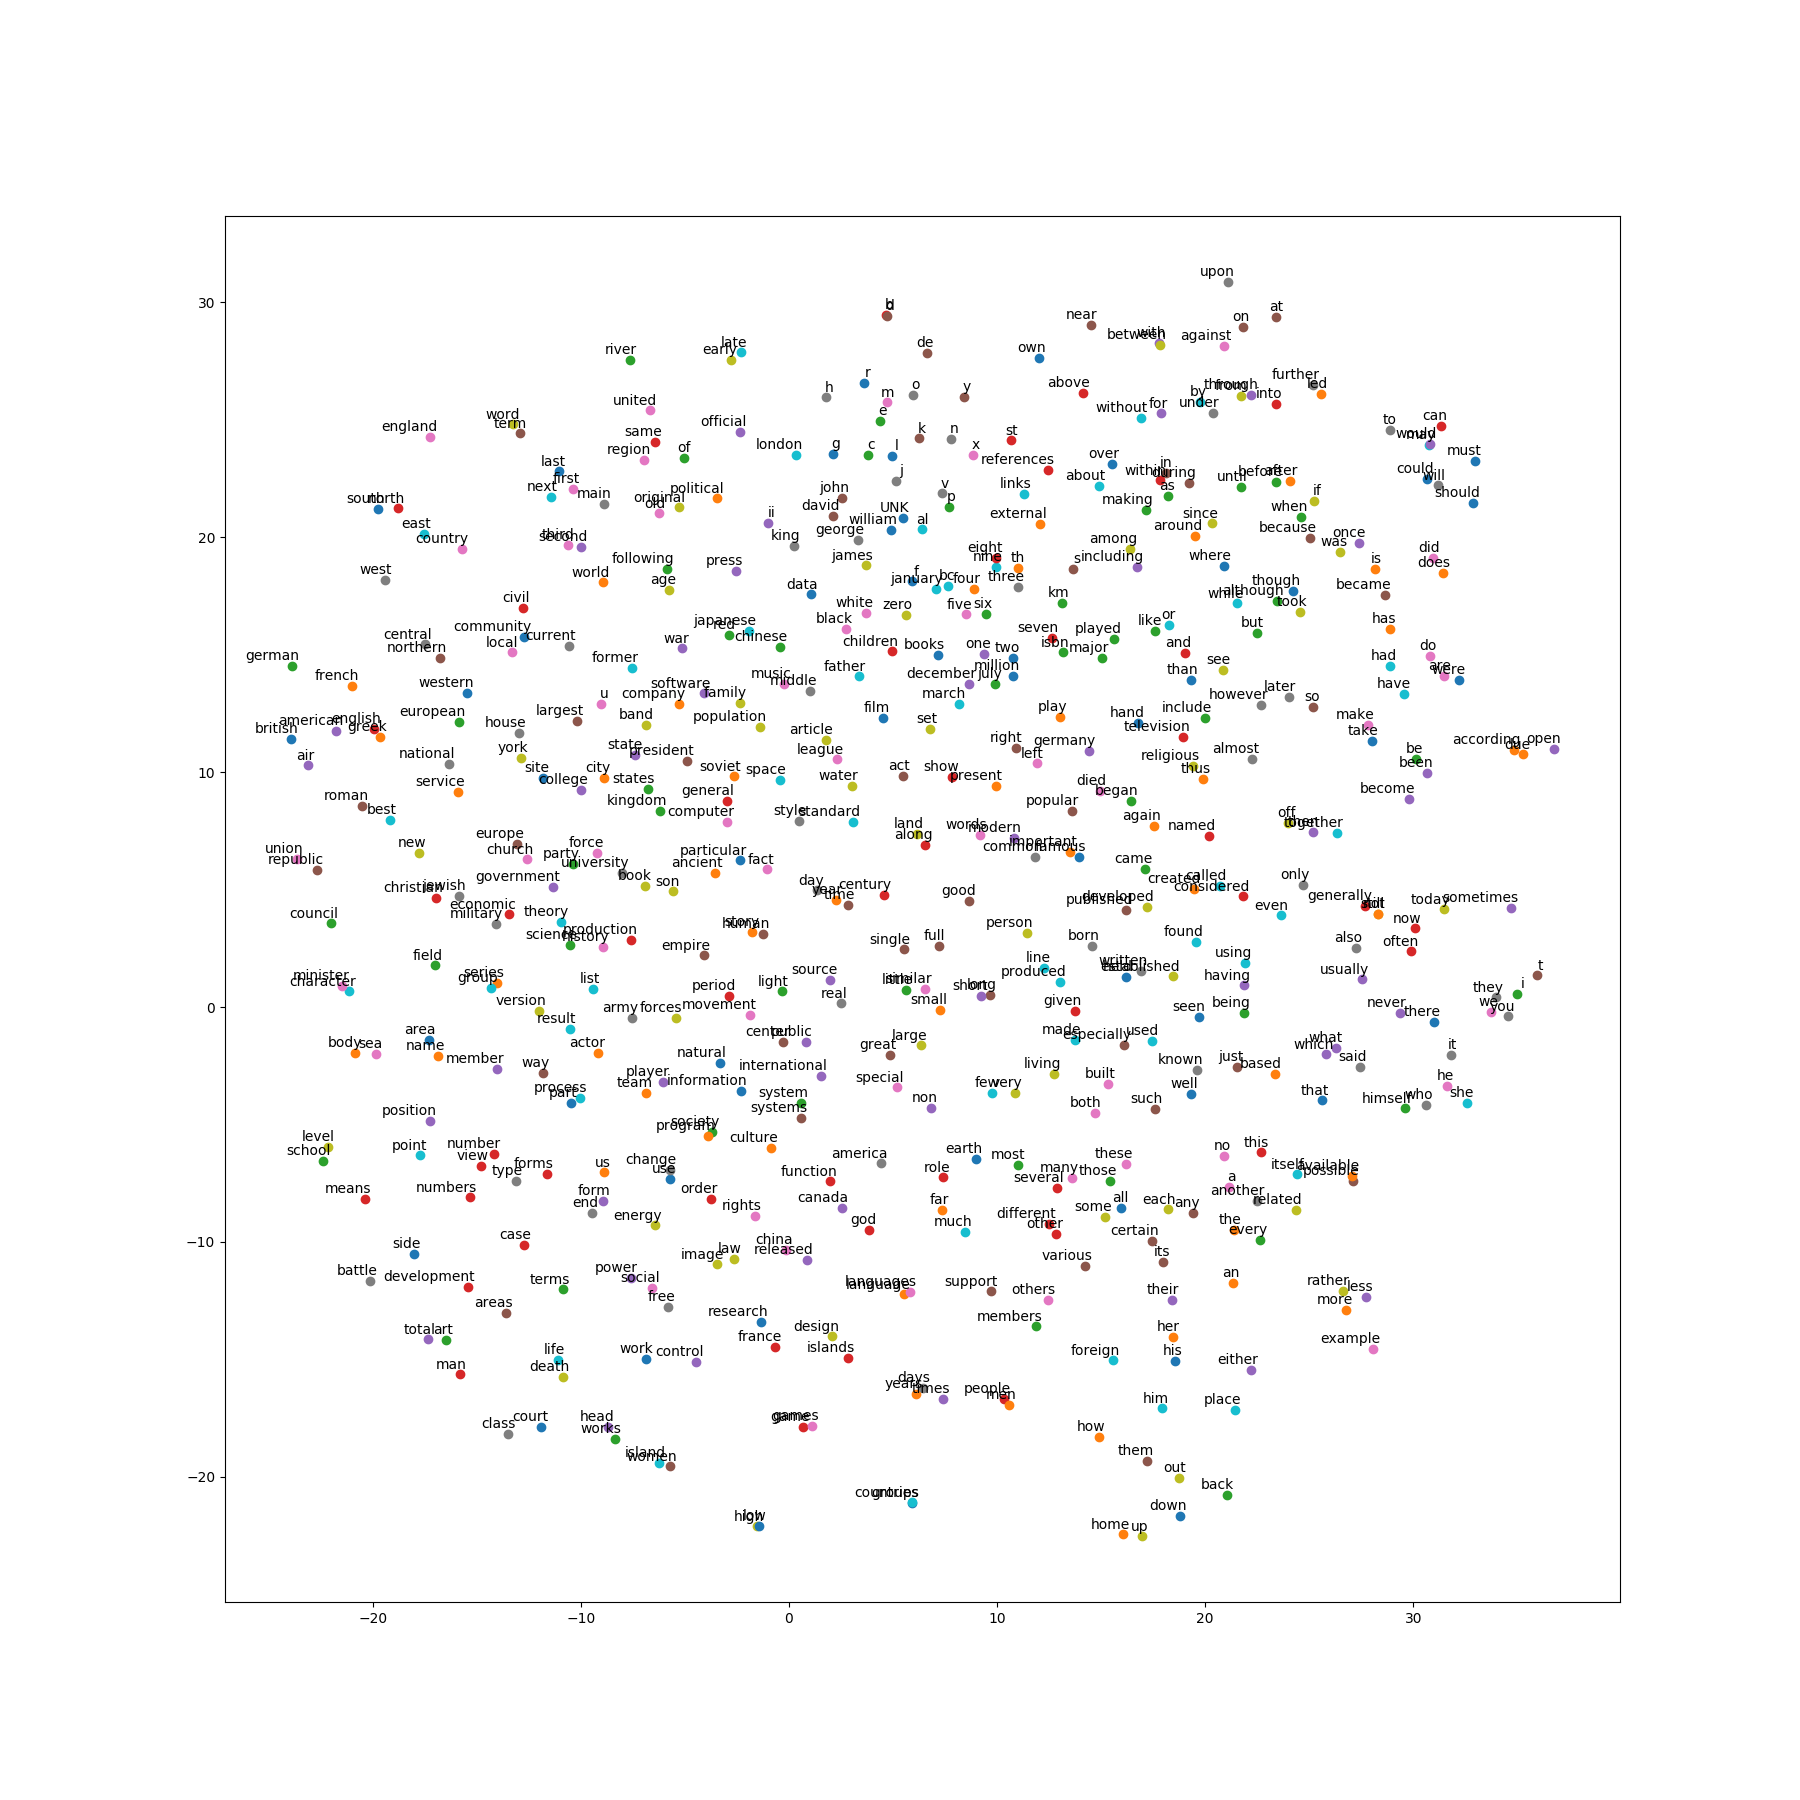 upon
30
at
b
d
near
on
with
between
against
de
late
early
river
own
further
led
through
from
into
above
by
under
r
h
m
o
y
without
for
united
e
word
term
england
official
same
of
region
london
g
c
l
k
n
st
x
references
to
can
would
may
must
over
in
within
during
about
as
until
before
after
could
will
should
last
first
next
main
political
original
old
john
j
v
p
links
making
if
when
south
north
east
country
third
second
ii
david
UNK
william
al
external
since
around
because
once
was
20
king
george
among
west
following
world
age
press
james
eight
nine
th
s
including
where
is
did
does
data
f
january
bc
four
three
though
although
while
took
became
civil
white
zero
five
six
km
community
local
current
japanese
red
chinese
black
seven
played
like
or
but
has
central
northern
war
children
books
one
two
isbn
major
and
do
german
former
father
million
than
see
had
are
were
french
western
music
middle
december
july
later
have
u
company
software
family
march
however
so
european
largest
band
population
film
set
play
hand
include
american
english
greek
british
house
article
television
make
take
air
national
york
state
president
league
right
left
germany
religious
almost
according
due
open
10
service
site
college
city
states
soviet
space
water
act
show
present
thus
be
been
roman
best
kingdom
general
computer
style
standard
died
began
popular
become
new
europe
church
party
force
land
along
words
modern
important
common
famous
again
named
off
then
together
union
republic
university
particular
ancient
fact
came
christian
jewish
government
book
son
day
year
time
century
good
created
called
considered
only
economic
military
published
developed
generally
still
today
sometimes
council
theory
science
history
production
story
human
person
even
now
field
empire
single
full
born
found
also
often
minister
character
series
group
list
period
light
source
real
little
similar
short
long
line
produced
written
established
using
having
usually
t
they
i
0
version
result
army
forces
movement
small
given
seen
being
never
there
we
you
area
name
body
sea
member
actor
center
public
large
great
made
especially
used
what
which
said
it
way
natural
international
living
known
just
based
process
part
player
team
information
special
few
very
built
well
that
he
she
who
himself
position
system
systems
non
both
such
level
school
point
number
view
society
program
culture
america
earth
most
these
no
this
means
numbers
type
forms
us
change
use
function
role
many
those
several
a
another
itself
available
possible
related
form
end
order
rights
canada
far
some
all
each
any
energy
god
much
different
other
certain
the
every
−10
side
case
law
image
china
released
various
its
battle
development
power
social
terms
languages
language
support
others
their
an
rather
less
more
areas
free
research
members
total
art
france
design
islands
her
his
example
man
life
death
work
control
foreign
either
days
years
times
people
men
him
place
class
court
head
works
game
games
how
island
women
them
out
−20
countries
groups
back
high
low
down
home
up
−20 −10 0 10 20 30